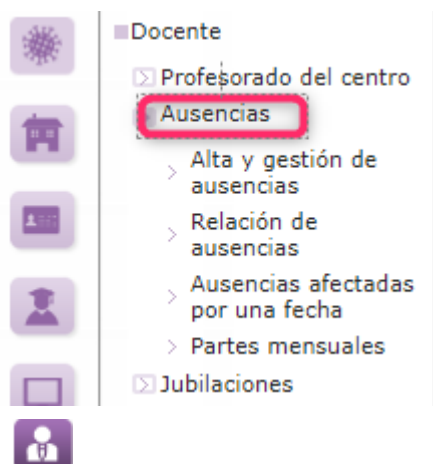 Docente
Profesorado del centro
Ausencias
Alta y gestión de
ausencias
Relación de
ausencias
Ausencias afectadas
por una fecha
Partes mensuales
Jubilaciones